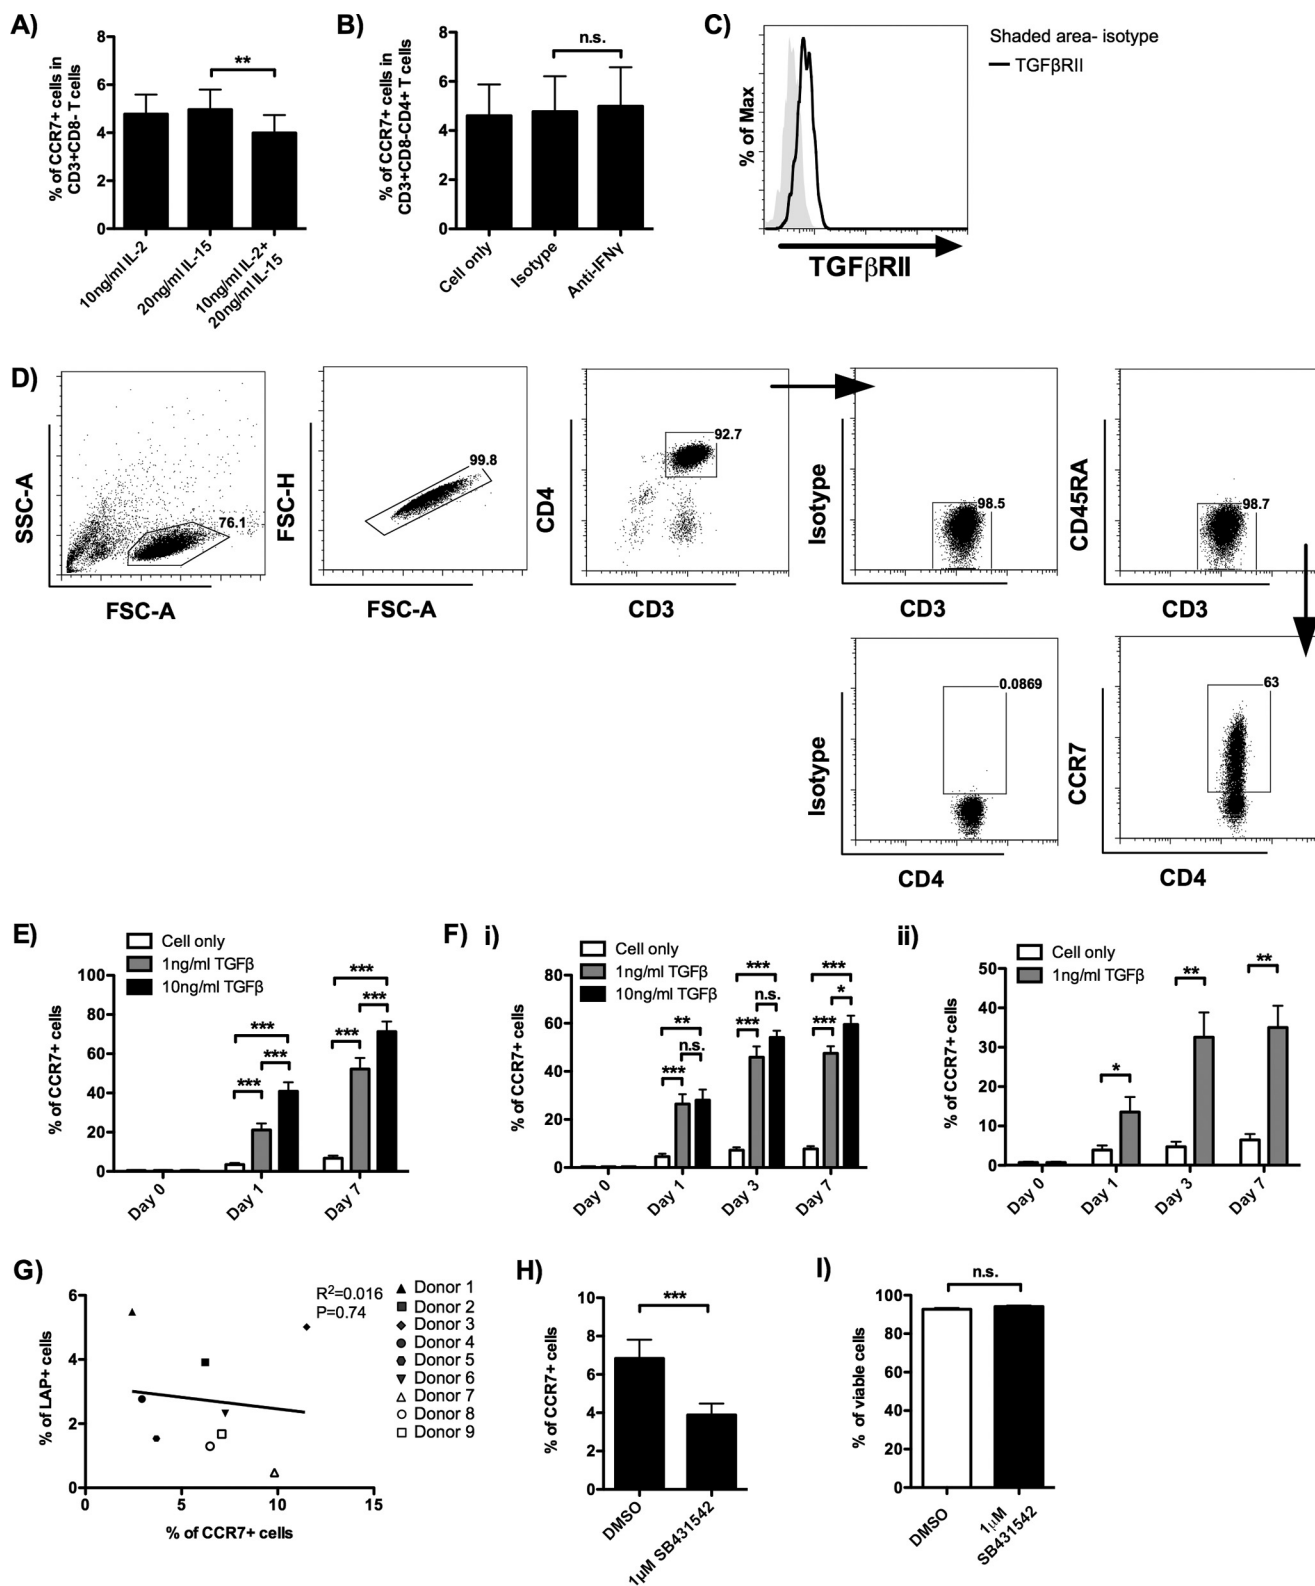 A)
% of CCR7+ cells in
CD3+CD8- T cells
8
6
4
2
0
**
10ng/ml IL-2
20ng/ml IL-15
10ng/ml IL-2+
20ng/ml IL-15
B)
% of CCR7+ cells in
CD3+CD8-CD4+ T cells
8
6
4
2
0
n.s.
Cell only
Isotype
Anti-IFNγ
C)
% of Max
TGFβRII
Shaded area- isotype
TGFβRII
D)
SSC-A
76.1
FSC-A
FSC-H
99.8
FSC-A
CD4
92.7
CD3
Isotype
98.5
CD3
CD45RA
98.7
CD3
Isotype
0.0869
CD4
CCR7
63
CD4
E)
Cell only
1ng/ml TGFβ
10ng/ml TGFβ
% of CCR7+ cells
100
80
60
40
20
0
***
***
***
***
***
***
Day 0
Day 1
Day 7
F)
i)
Cell only
1ng/ml TGFβ
10ng/ml TGFβ
% of CCR7+ cells
80
60
40
20
0
**
n.s.
***
***
n.s.
***
***
*
***
Day 0
Day 1
Day 3
Day 7
ii)
Cell only
1ng/ml TGFβ
% of CCR7+ cells
50
40
30
20
10
0
*
**
**
Day 0
Day 1
Day 3
Day 7
G)
% of LAP+ cells
6
4
2
0
0
5
10
15
% of CCR7+ cells
R²=0.016
P=0.74
Donor 1
Donor 2
Donor 3
Donor 4
Donor 5
Donor 6
Donor 7
Donor 8
Donor 9
H)
% of CCR7+ cells
10
8
6
4
2
0
***
DMSO
1μM SB431542
I)
% of viable cells
100
80
60
40
20
0
n.s.
DMSO
1μM
SB431542